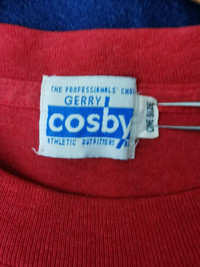 THE PROFESSIONALS' CHOICE
GERRY
cosby
ATHLETIC OUTFITTERS
ONE SIZE